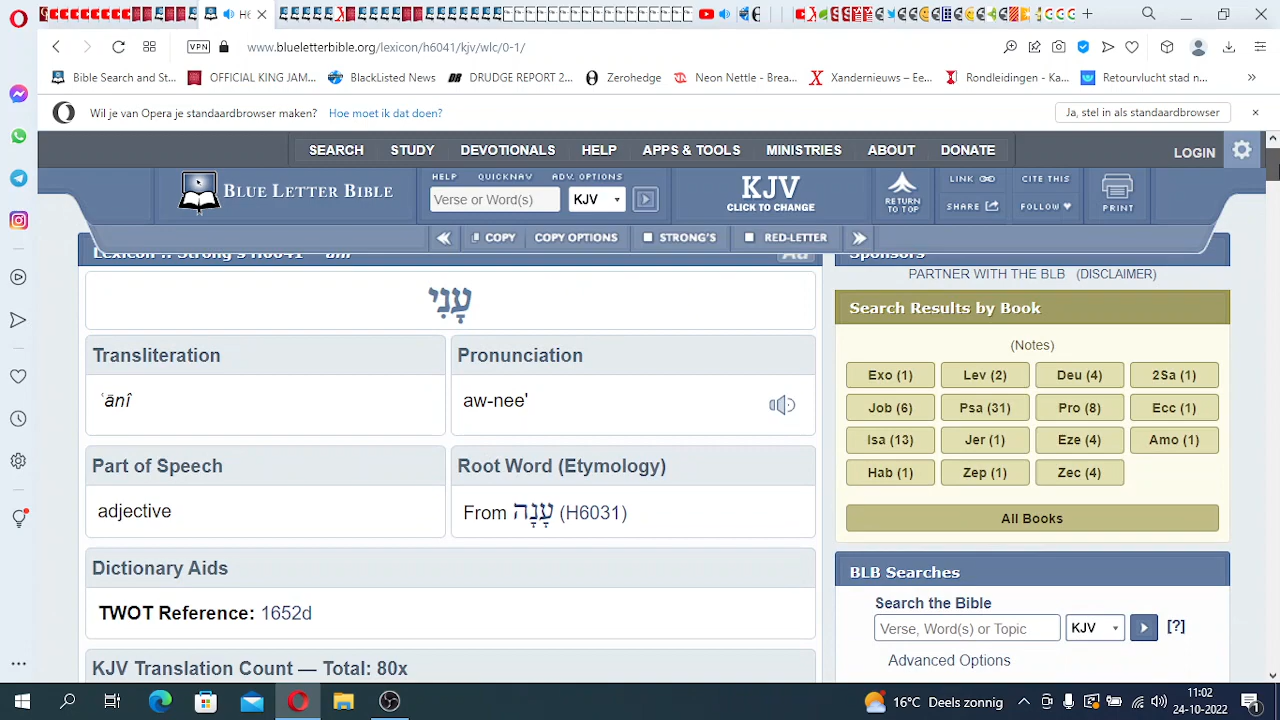 H6
VPN
www.blueletterbible.org/lexicon/h6041/kjv/wlc/0-1/
Bible Search and St...
OFFICIAL KING JAM...
BlackListed News
DRUDGE REPORT 2...
Zerohedge
Neon Nettle - Brea...
Xandernieuws – Ee...
Rondleidingen - Ka...
Retourvlucht stad n...
»
Wil je van Opera je standaardbrowser maken?
Hoe moet ik dat doen?
Ja, stel in als standaardbrowser
SEARCH STUDY DEVOTIONALS HELP APPS & TOOLS MINISTRIES ABOUT DONATE
LOGIN
BLUE LETTER BIBLE
HELP QUICKNAV ADV. OPTIONS
Verse or Word(s)
KJV
KJV
CLICK TO CHANGE
RETURN
TO TOP
LINK
CITE THIS
SHARE
FOLLOW
PRINT
COPY COPY OPTIONS STRONG'S RED-LETTER
Lexicon :: Strong's H6041 - ʿānî
Aa
עָנִי
Transliteration
ʿānî
Pronunciation
aw-nee'
Part of Speech
adjective
Root Word (Etymology)
From עָנָה (H6031)
Dictionary Aids
TWOT Reference: 1652d
KJV Translation Count — Total: 80x
Sponsors
PARTNER WITH THE BLB (DISCLAIMER)
Search Results by Book
(Notes)
Exo (1) Lev (2) Deu (4) 2Sa (1)
Job (6) Psa (31) Pro (8) Ecc (1)
Isa (13) Jer (1) Eze (4) Amo (1)
Hab (1) Zep (1) Zec (4)
All Books
BLB Searches
Search the Bible
Verse, Word(s) or Topic
KJV
[?]
Advanced Options
16°C Deels zonnig
11:02
24-10-2022
1